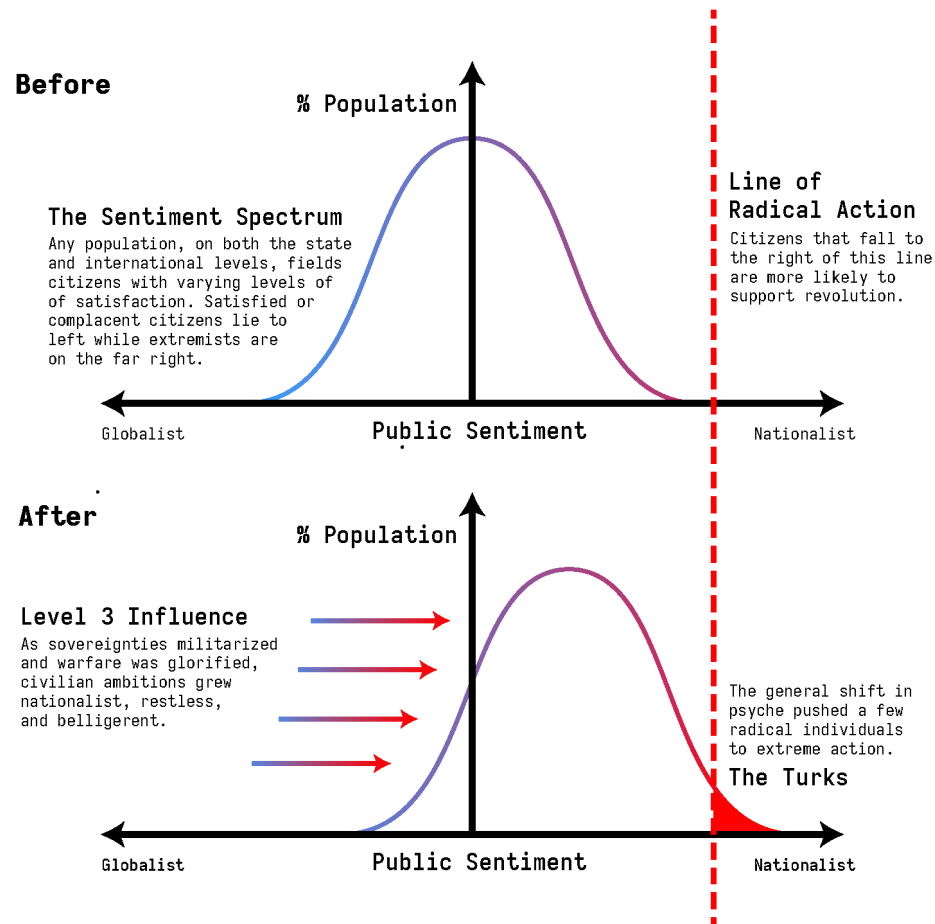 Before
% Population
The Sentiment Spectrum
Any population, on both the state
and international levels, fields
citizens with varying levels of
of satisfaction. Satisfied or
complacent citizens lie to
left while extremists are
on the far right.
Line of
Radical Action
Citizens that fall to
the right of this line
are more likely to
support revolution.
Globalist
Public Sentiment
Nationalist
After
% Population
Level 3 Influence
As sovereignties militarized
and warfare was glorified,
civilian ambitions grew
nationalist, restless,
and belligerent.
The general shift in
psyche pushed a few
radical individuals
to extreme action.
The Turks
Globalist
Public Sentiment
Nationalist